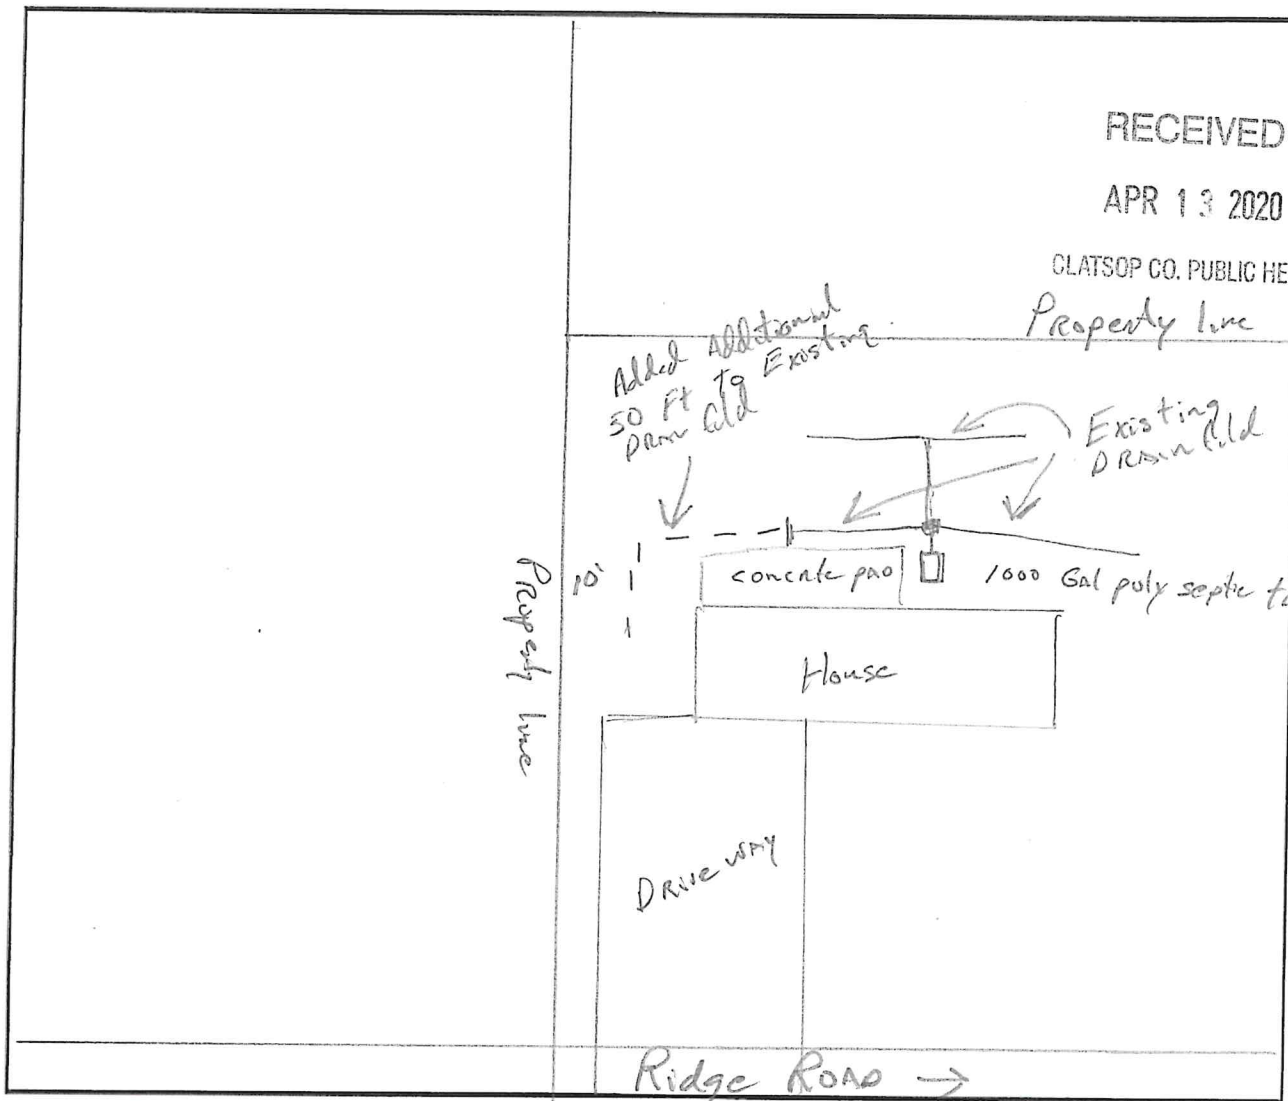 RECEIVED
APR 13 2020
CLATSOP CO. PUBLIC HE
Property line
Added Additional
50 Ft to Existing
Drain field
Existing
DRAin field
10'
concrete pad
1000 Gal poly septic ta
Property line
House
Drive way
Ridge Road →